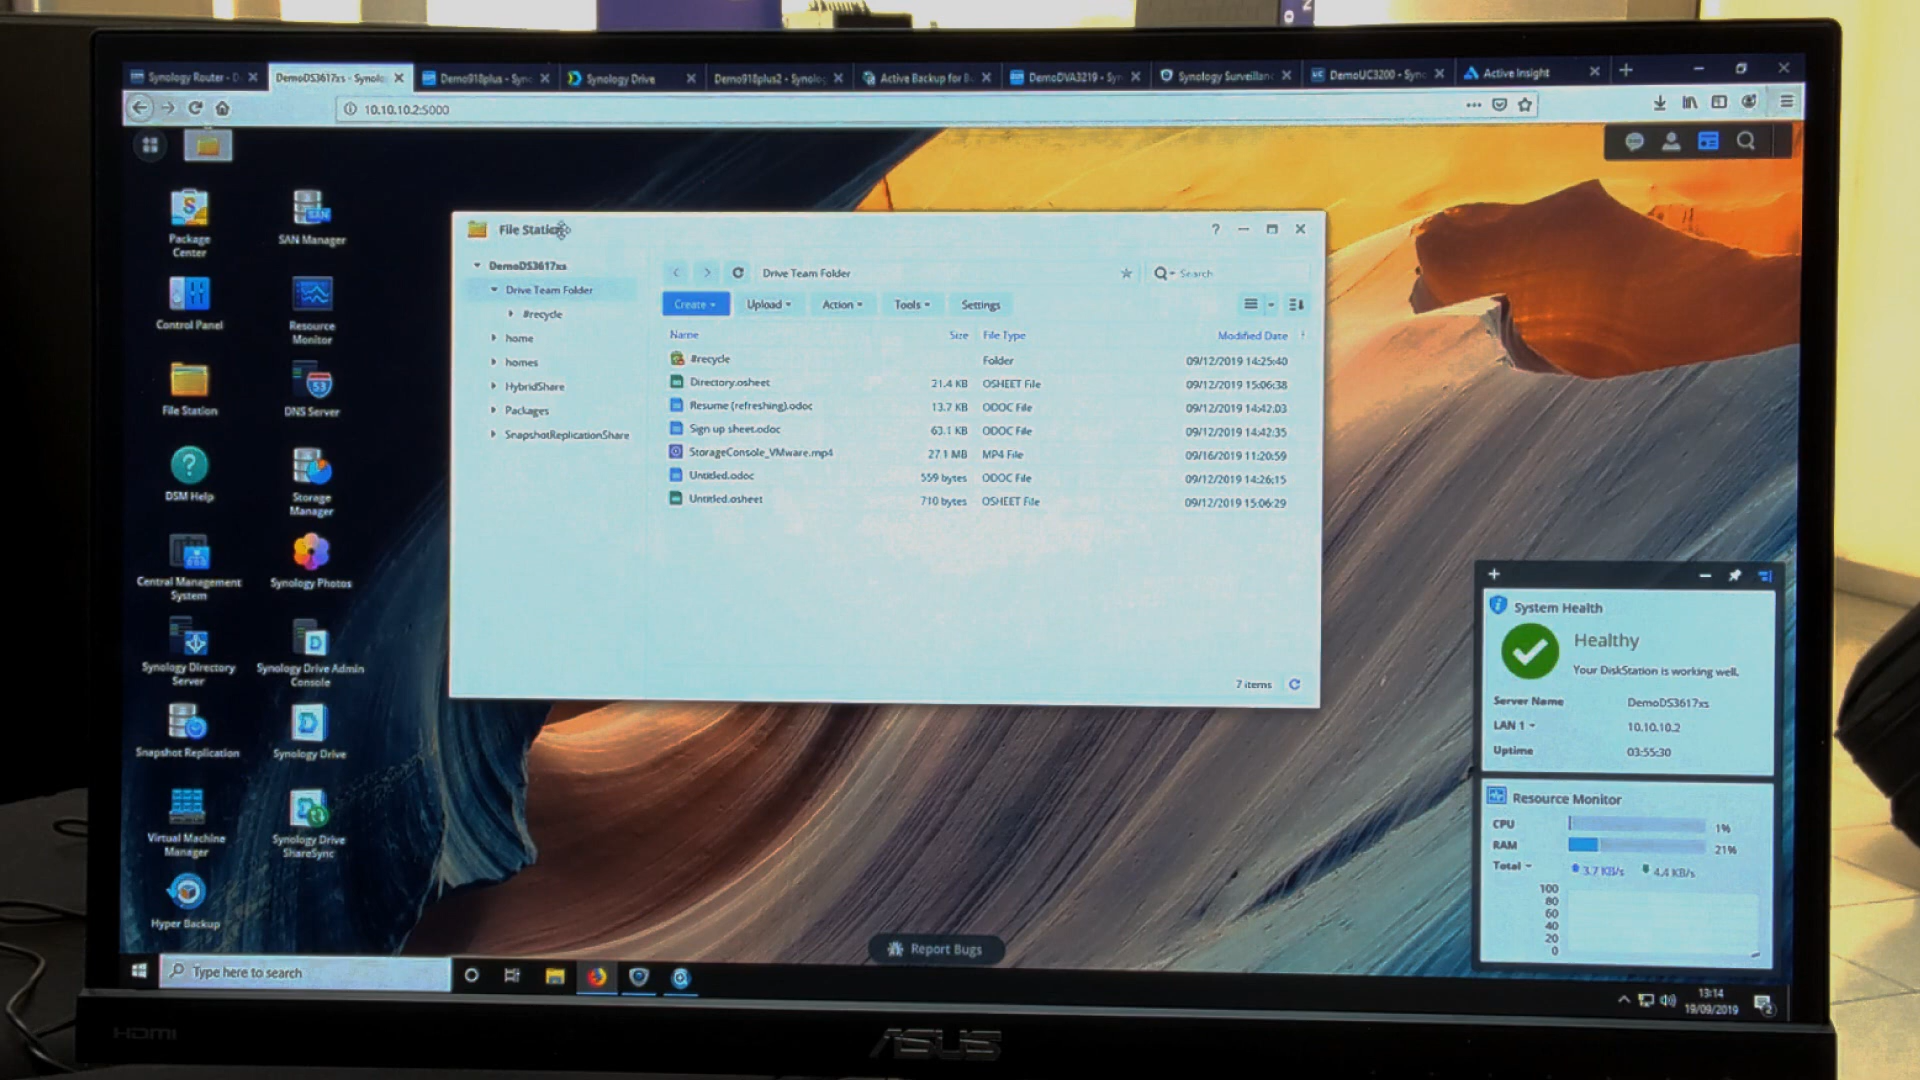 Synology Router - D
DemoDS3617xs - Synolo
Demo918plus - Sync
Synology Drive
Demo918plus2 - Synolog
Active Backup for B
DemoDVA3219 - Syn
Synology Surveillan
DemoUC3200 - Sync
Active Insight
10.10.10.2:5000
Package
Center
SAN Manager
Control Panel
Resource
Monitor
File Station
DNS Server
DSM Help
Storage
Manager
Central Management
System
Synology Photos
Synology Directory
Server
Synology Drive Admin
Console
Snapshot Replication
Synology Drive
Virtual Machine
Manager
Synology Drive
ShareSync
Hyper Backup
File Station
DemoDS3617xs
Drive Team Folder
#recycle
home
homes
HybridShare
Packages
SnapshotReplicationShare
Drive Team Folder
Search
Create Upload Action Tools Settings
Name Size File Type Modified Date
#recycle Folder 09/12/2019 14:25:40
Directory.osheet 21.4 KB OSHEET File 09/12/2019 15:06:38
Resume (refreshing).odoc 13.7 KB ODOC File 09/12/2019 14:42:03
Sign up sheet.odoc 63.1 KB ODOC File 09/12/2019 14:42:35
StorageConsole_VMware.mp4 27.1 MB MP4 File 09/16/2019 11:20:59
Untitled.odoc 559 bytes ODOC File 09/12/2019 14:26:15
Untitled.osheet 710 bytes OSHEET File 09/12/2019 15:06:29
7 items
System Health
Healthy
Your DiskStation is working well.
Server Name DemoDS3617xs
LAN 1 10.10.10.2
Uptime 03:55:30
Resource Monitor
CPU 1%
RAM 21%
Total 3.7 KB/s 4.4 KB/s
100
80
60
40
20
0
Report Bugs
Type here to search
13:14
19/09/2019
2
HDMI
ASUS